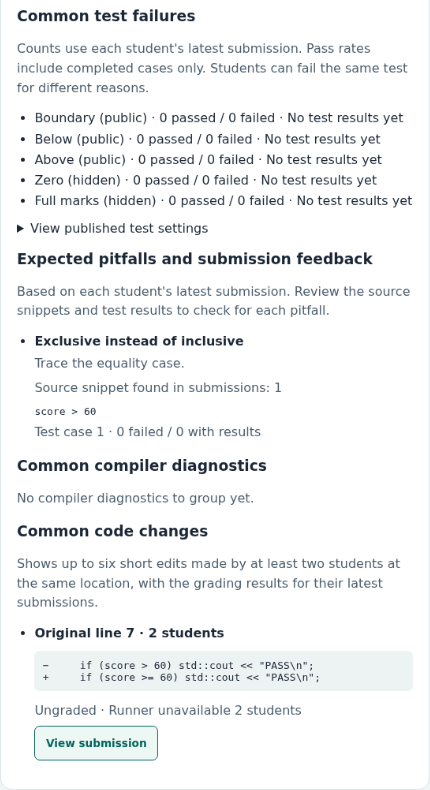 Common test failures
Counts use each student's latest submission. Pass rates
include completed cases only. Students can fail the same test
for different reasons.
• Boundary (public) · 0 passed / 0 failed · No test results yet
• Below (public) · 0 passed / 0 failed · No test results yet
• Above (public) · 0 passed / 0 failed · No test results yet
• Zero (hidden) · 0 passed / 0 failed · No test results yet
• Full marks (hidden) · 0 passed / 0 failed · No test results yet
▶ View published test settings
Expected pitfalls and submission feedback
Based on each student's latest submission. Review the source
snippets and test results to check for each pitfall.
• Exclusive instead of inclusive
Trace the equality case.
Source snippet found in submissions: 1
score > 60
Test case 1 · 0 failed / 0 with results
Common compiler diagnostics
No compiler diagnostics to group yet.
Common code changes
Shows up to six short edits made by at least two students at
the same location, with the grading results for their latest
submissions.
• Original line 7 · 2 students
−     if (score > 60) std::cout << "PASS\n";
+     if (score >= 60) std::cout << "PASS\n";
Ungraded · Runner unavailable 2 students
View submission